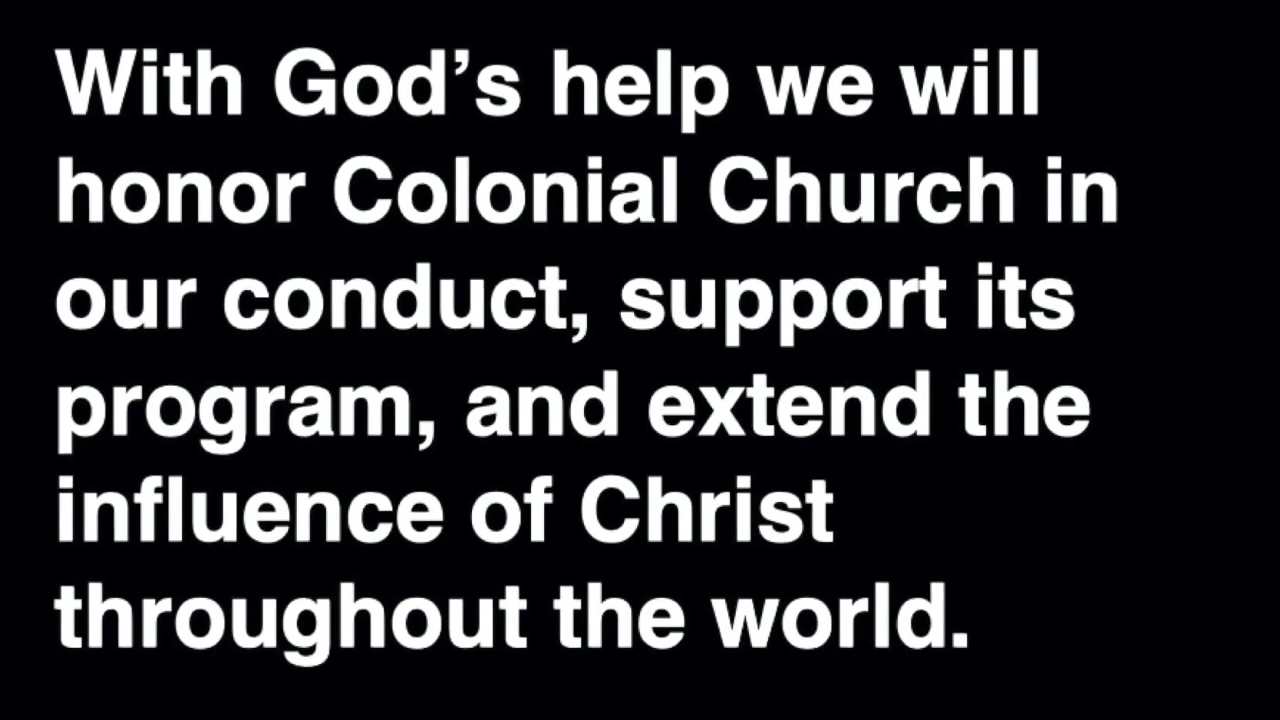 With God’s help we will
honor Colonial Church in
our conduct, support its
program, and extend the
influence of Christ
throughout the world.